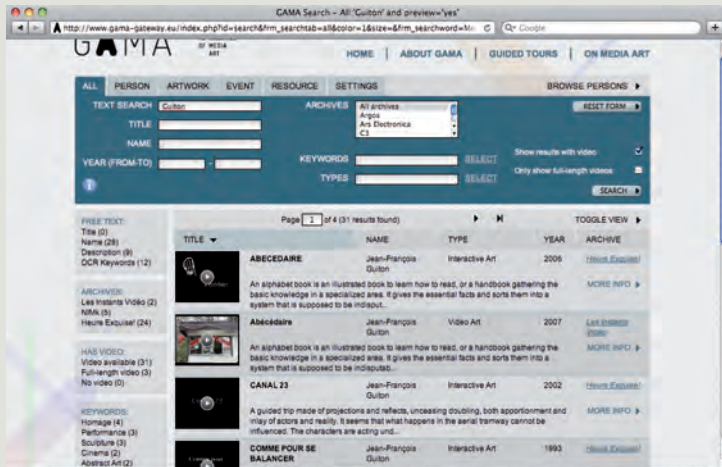 GAMA Search – All 'Guiton' and preview='yes'
http://www.gama-gateway.eu/index.php?id=search&frm_searchtab=all&color=1&size=&frm_searchword=Me
Google
GAMA
OF MEDIA
ART
HOME | ABOUT GAMA | GUIDED TOURS | ON MEDIA ART
ALL PERSON ARTWORK EVENT RESOURCE SETTINGS BROWSE PERSONS
TEXT SEARCH Guiton ARCHIVES All archives RESET FORM
Argos
TITLE Ars Electronica
C3
NAME
YEAR (FROM-TO) - KEYWORDS SELECT Show results with video
TYPES SELECT Only show full-length videos
SEARCH
FREE TEXT: Page 1 of 4 (31 results found) TOGGLE VIEW
Title (0)
Name (28)
Description (9)
OCR Keywords (12)
TITLE NAME TYPE YEAR ARCHIVE
ABECEDAIRE Jean-François Guiton Interactive Art 2006 Heure Exquise!
An alphabet book is an illustrated book to learn how to read, or a handbook gathering the MORE INFO
basic knowledge in a specialized area. It gives the essential facts and sorts them into a
system that is supposed to be indisput...
ARCHIVES:
Les Instants Vidéo (2)
NIMk (5)
Heure Exquise! (24)
Abécédaire Jean-François Guiton Video Art 2007 Les Instants Vidéo
An alphabet book is an illustrated book to learn how to read, or a handbook gathering the MORE INFO
basic knowledge in a specialized area. It gives the essential facts and sorts them into a
system that is supposed to be indisputab...
HAS VIDEO:
Video available (31)
Full-length video (3)
No video (0)
CANAL 23 Jean-François Guiton Interactive Art 2002 Heure Exquise!
A guided trip made of projections and reflects, unceasing doubling, both apportionment and MORE INFO
inlay of actors and reality. It seems that what happens in the aerial tramway cannot be
influenced. The characters are acting und...
KEYWORDS:
Homage (4)
Performance (3)
Sculpture (3)
Cinema (2)
Abstract Art (2)
COMME POUR SE BALANCER Jean-François Guiton Interactive Art 1993 Heure Exquise!